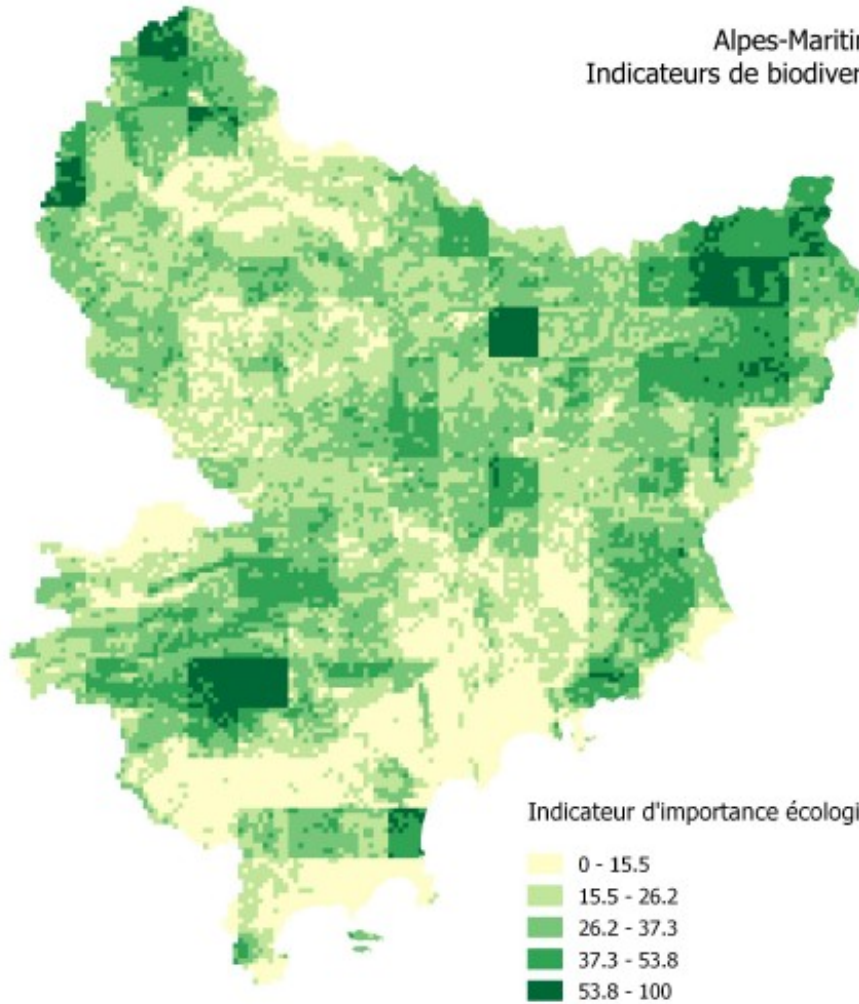 Alpes-Maritin
Indicateurs de biodiver
Indicateur d'importance écologi
0 - 15.5
15.5 - 26.2
26.2 - 37.3
37.3 - 53.8
53.8 - 100